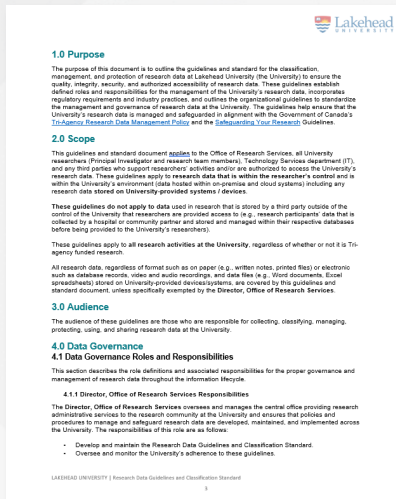 Lakehead
UNIVERSITY
1.0 Purpose
The purpose of this document is to outline the guidelines and standard for the classification,
management, and protection of research data at Lakehead University (the University) to ensure the
quality, integrity, security, and authorized accessibility of research data. These guidelines establish
defined roles and responsibilities for the management of the University's research data, incorporates
regulatory requirements and industry practices, and outlines the organizational guidelines to standardize
the management and governance of research data at the University. The guidelines help ensure that the
University's research data is managed and safeguarded in alignment with the Government of Canada's
Tri-Agency Research Data Management Policy and the Safeguarding Your Research Guidelines.
2.0 Scope
This guidelines and standard document applies to the Office of Research Services, all University
researchers (Principal Investigator and research team members), Technology Services department (IT),
and any third parties who support researchers' activities and/or are authorized to access the University's
research data. These guidelines apply to research data that is within the researcher's control and is
within the University's environment (data hosted within on-premise and cloud systems) including any
research data stored on University-provided systems / devices.
These guidelines do not apply to data used in research that is stored by a third party outside of the
control of the University that researchers are provided access to (e.g., research participants' data that is
collected by a hospital or community partner and stored and managed within their respective databases
before being provided to the University's researchers).
These guidelines apply to all research activities at the University, regardless of whether or not it is Tri-
agency funded research.
All research data, regardless of format such as on paper (e.g., written notes, printed files) or electronic
such as database records, video and audio recordings, and data files (e.g., Word documents, Excel
spreadsheets) stored on University-provided devices/systems, are covered by this guidelines and
standard document, unless specifically exempted by the Director, Office of Research Services.
3.0 Audience
The audience of these guidelines are those who are responsible for collecting, classifying, managing,
protecting, using, and sharing research data at the University.
4.0 Data Governance
4.1 Data Governance Roles and Responsibilities
This section describes the role definitions and associated responsibilities for the proper governance and
management of research data throughout the information lifecycle.
4.1.1 Director, Office of Research Services Responsibilities
The Director, Office of Research Services oversees and manages the central office providing research
administrative services to the research community at the University and ensures that policies and
procedures to manage and safeguard research data are developed, maintained, and implemented across
the University. The responsibilities of this role are as follows:
- Develop and maintain the Research Data Guidelines and Classification Standard.
- Oversee and monitor the University's adherence to these guidelines.
LAKEHEAD UNIVERSITY | Research Data Guidelines and Classification Standard
3